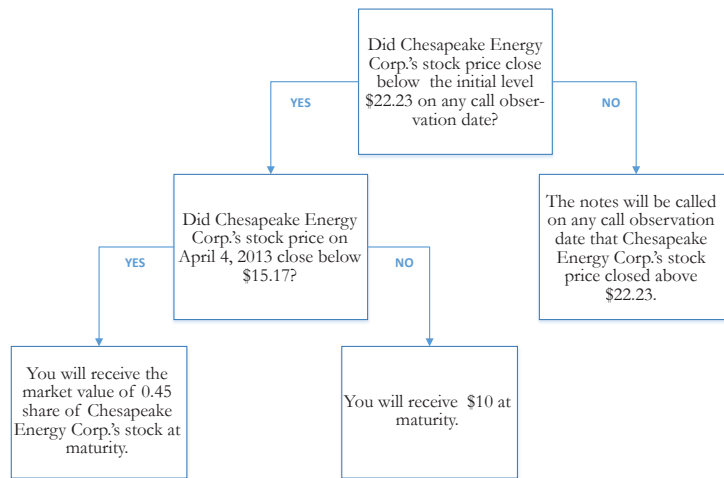 Did Chesapeake Energy
Corp.'s stock price close
below the initial level
$22.23 on any call obser-
vation date?
YES
NO
Did Chesapeake Energy
Corp.'s stock price on
April 4, 2013 close below
$15.17?
The notes will be called
on any call observation
date that Chesapeake
Energy Corp.'s stock
price closed above
$22.23.
YES
NO
You will receive the
market value of 0.45
share of Chesapeake
Energy Corp.'s stock at
maturity.
You will receive $10 at
maturity.